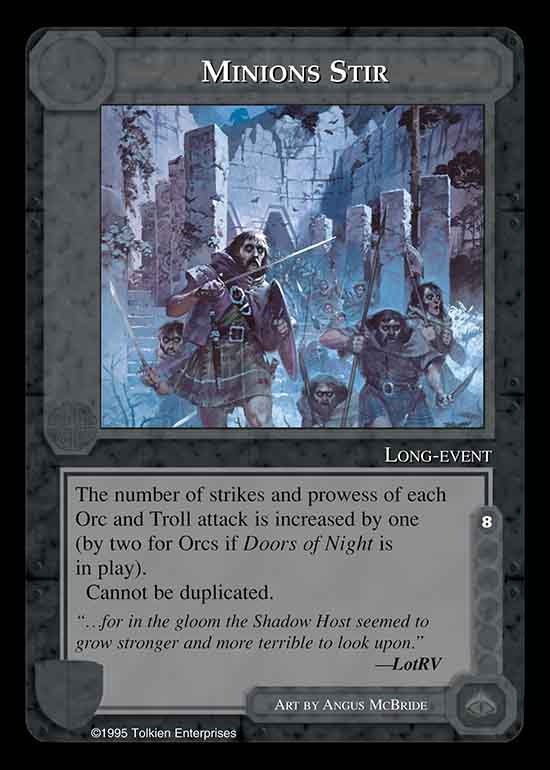 Minions Stir
Long-event
The number of strikes and prowess of each
Orc and Troll attack is increased by one
(by two for Orcs if Doors of Night is
in play).
Cannot be duplicated.
8
“…for in the gloom the Shadow Host seemed to
grow stronger and more terrible to look upon.”
—LotRV
Art by Angus McBride
©1995 Tolkien Enterprises